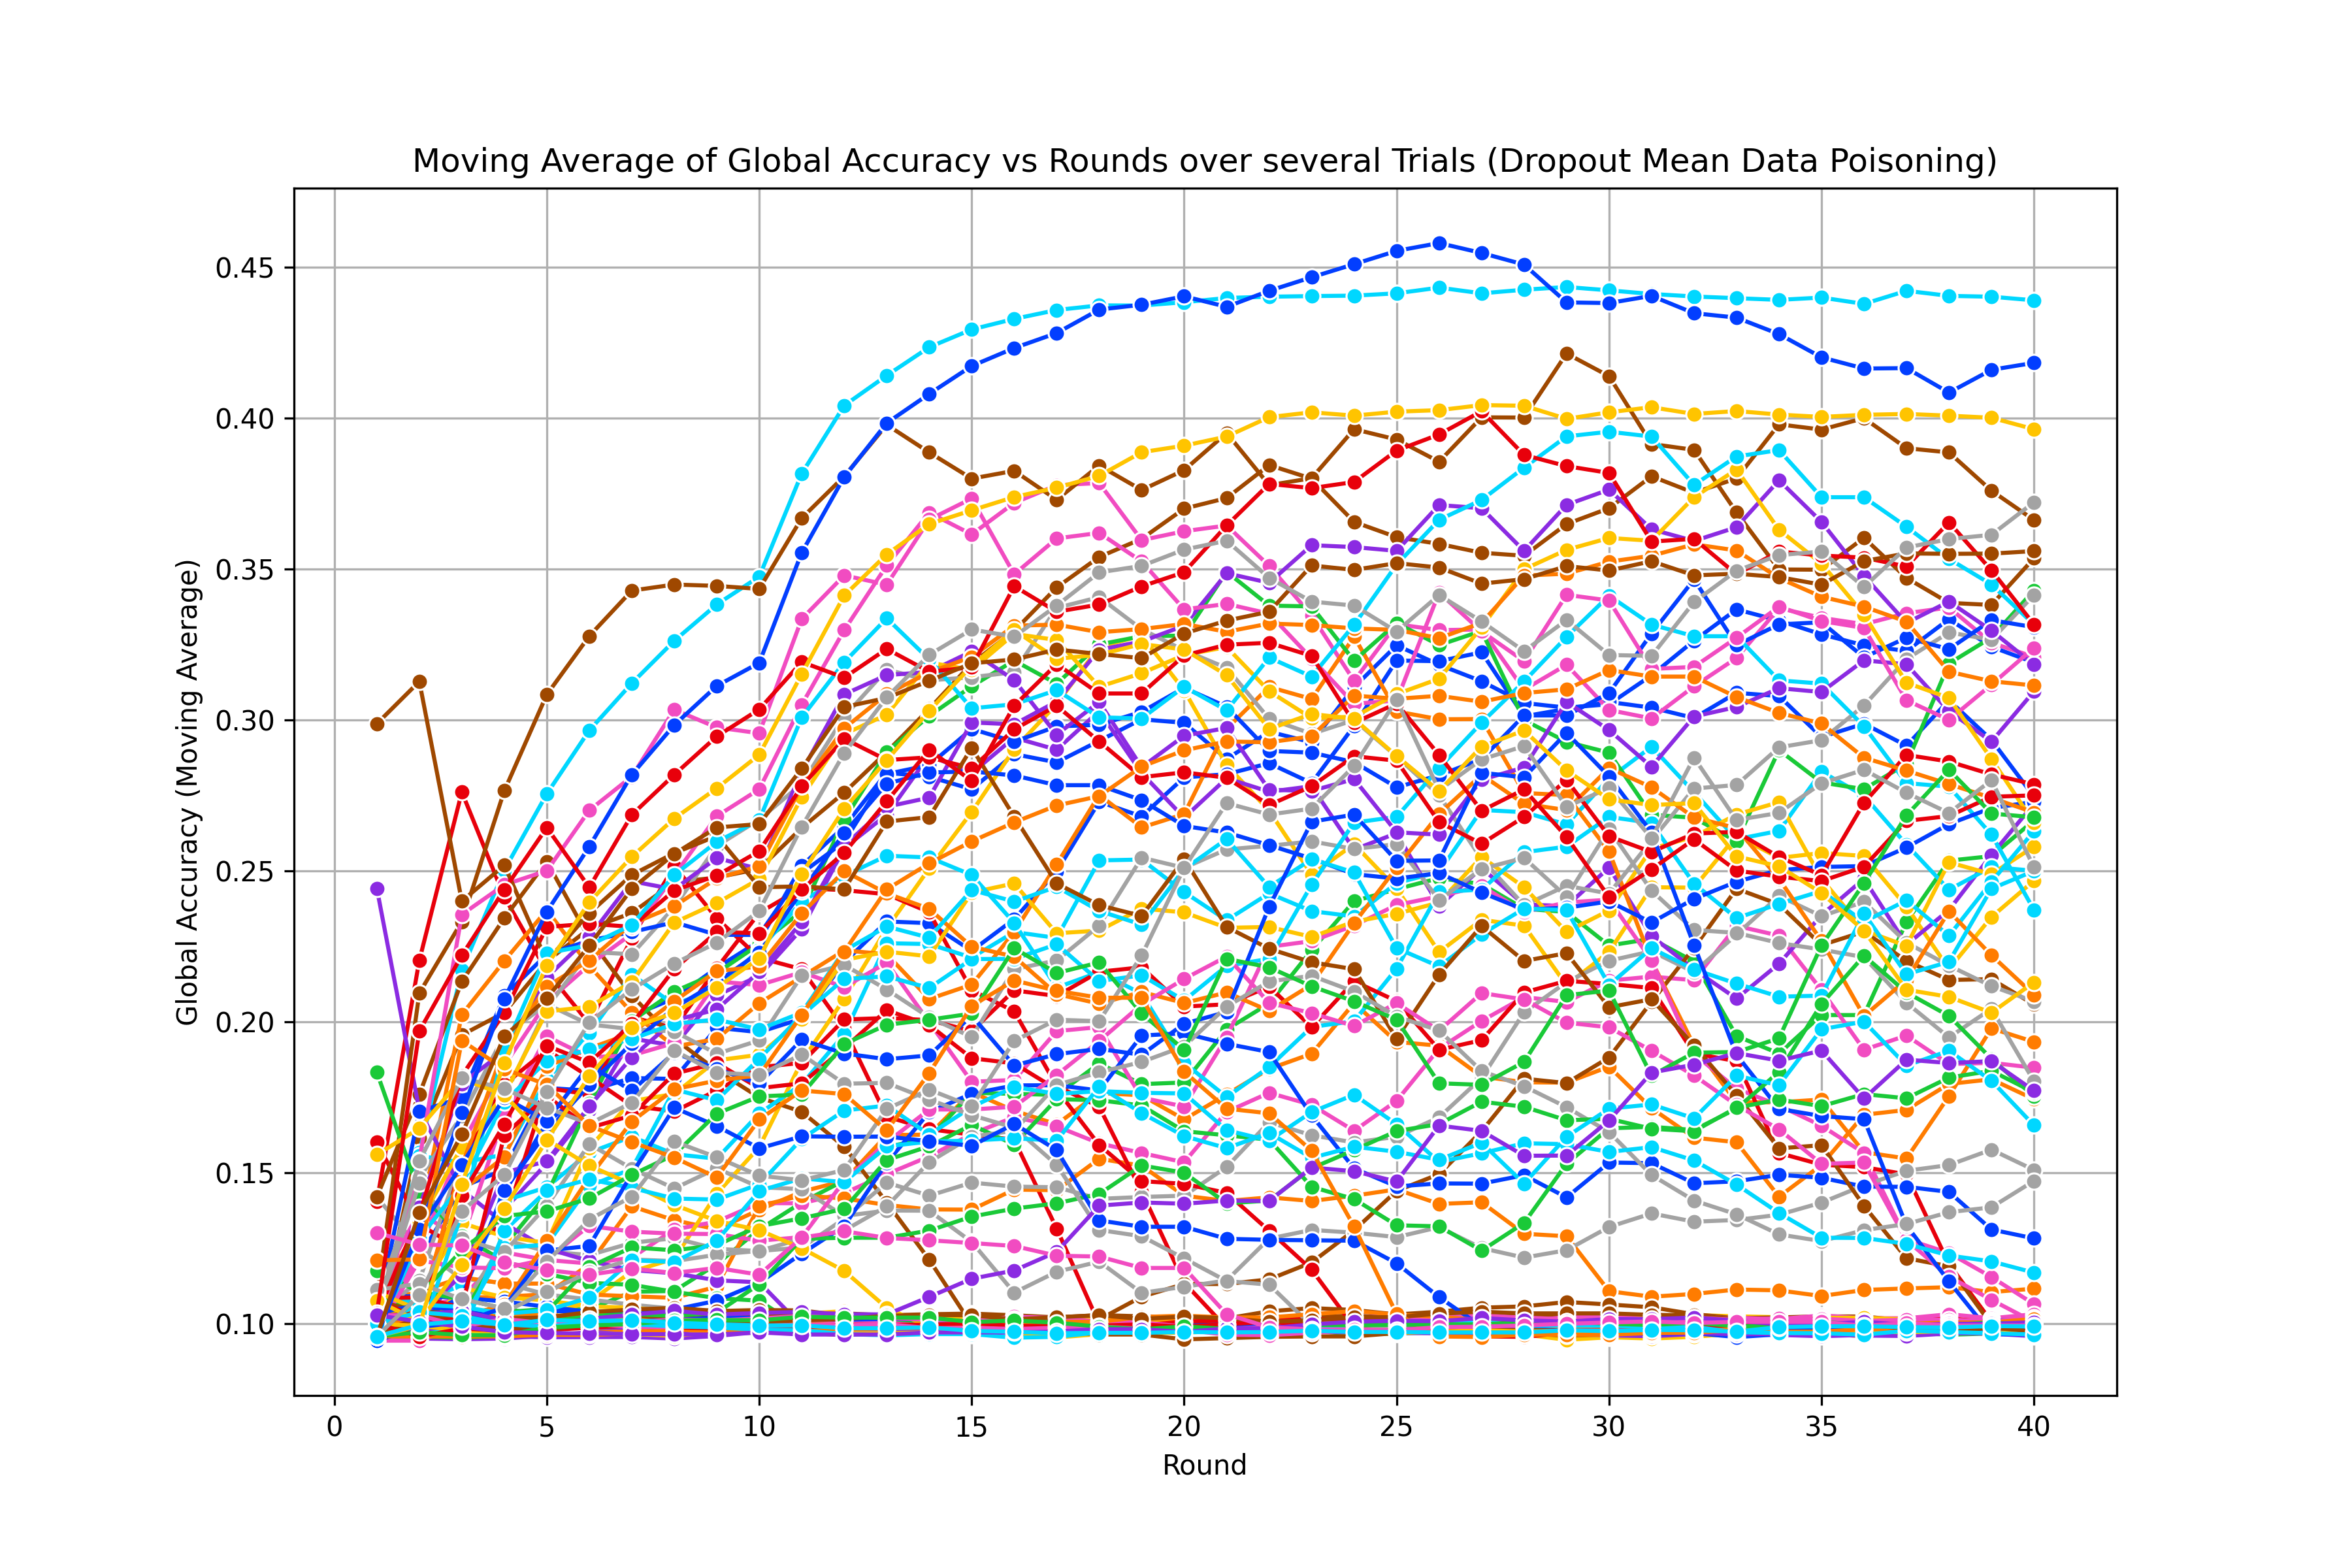 Moving Average of Global Accuracy vs Rounds over several Trials (Dropout Mean Data Poisoning)
Global Accuracy (Moving Average)
0.45
0.40
0.35
0.30
0.25
0.20
0.15
0.10
0 5 10 15 20 25 30 35 40
Round